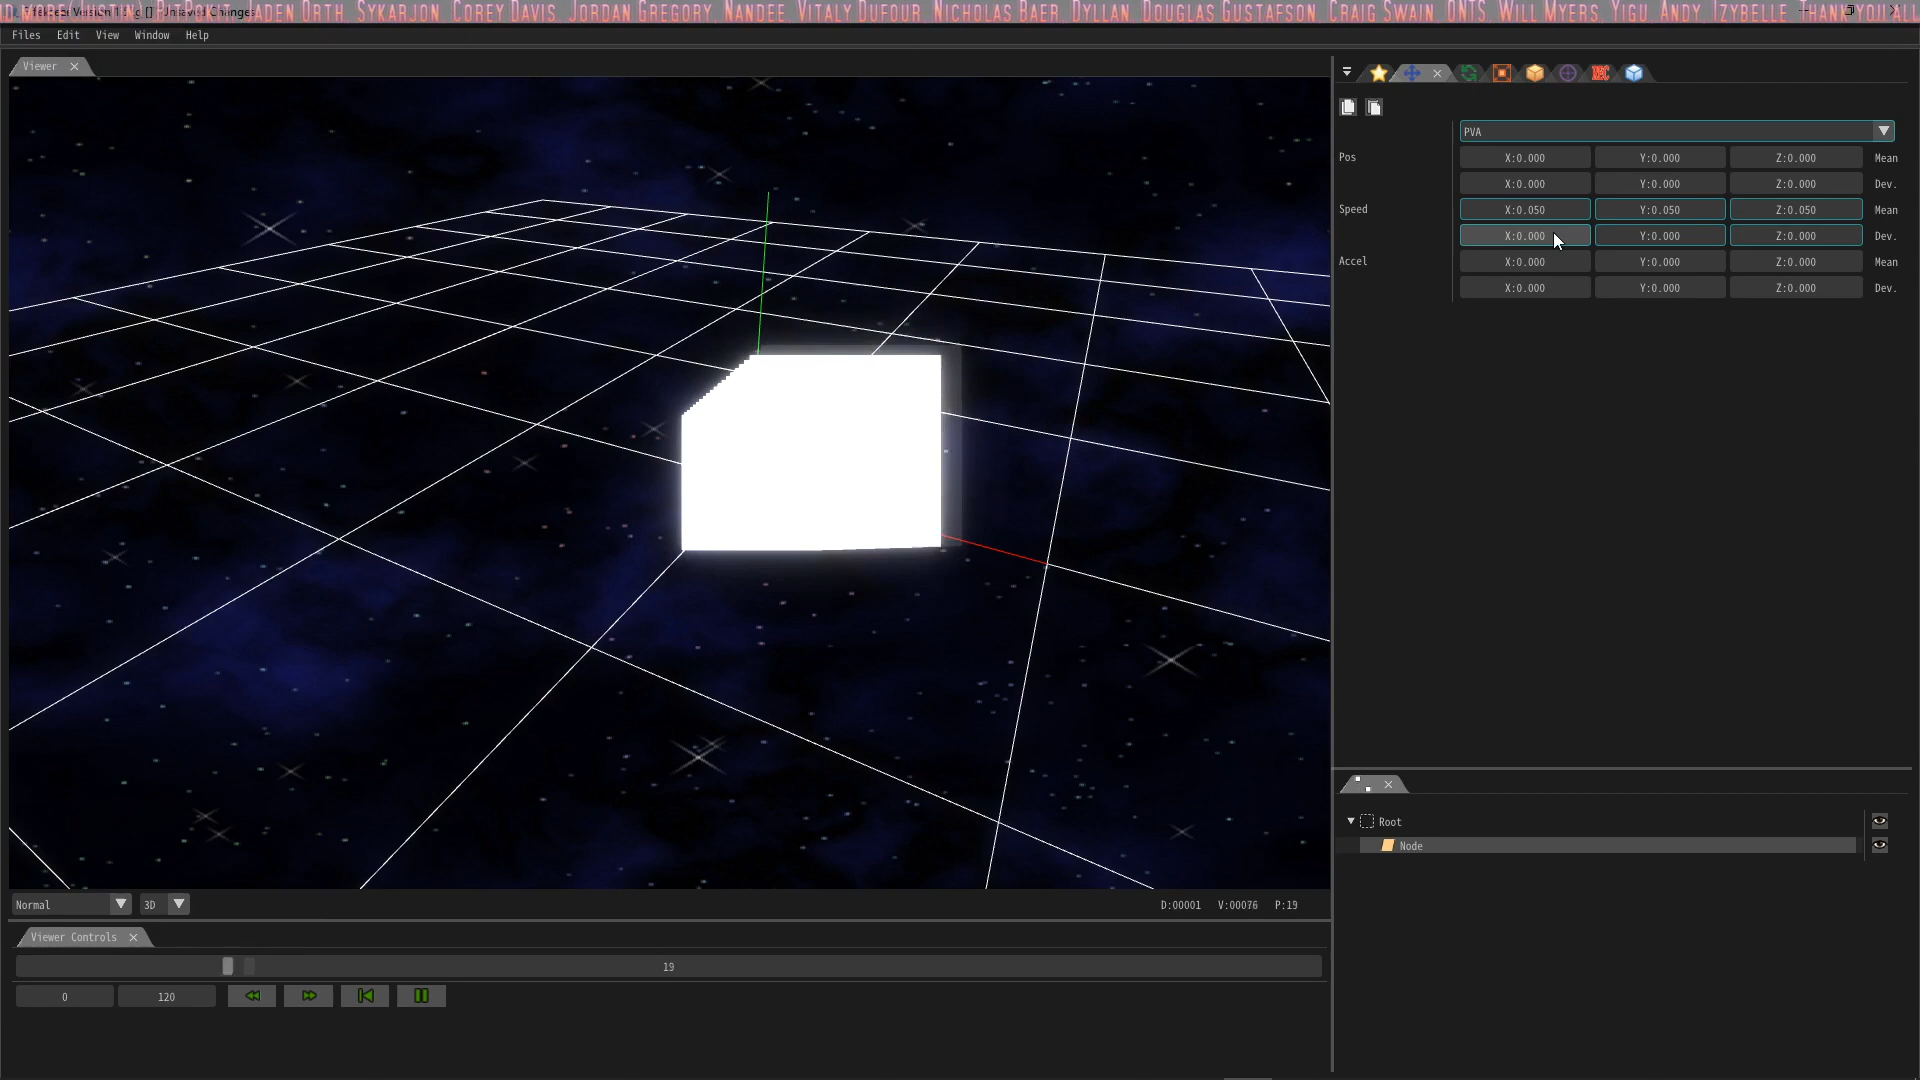 ADEN ORTH, SYKARJON, COREY DAVIS, JORDAN GREGORY, NANDEE, VITALY DUFOUR, NICHOLAS BAER, DYLLAN, DOUGLAS GUSTAFSON, CRAIG SWAIN, ONTS, WILL MYERS, YIGU, ANDY, IZYBELLE THANK YOU ALL
Files Edit View Window Help
Viewer
REC
PVA
Pos X:0.000 Y:0.000 Z:0.000 Mean
X:0.000 Y:0.000 Z:0.000 Dev.
Speed X:0.050 Y:0.050 Z:0.050 Mean
X:0.000 Y:0.000 Z:0.000 Dev.
Accel X:0.000 Y:0.000 Z:0.000 Mean
X:0.000 Y:0.000 Z:0.000 Dev.
Root
Node
Normal 3D D:00001 V:00076 P:19
Viewer Controls
19
0 120